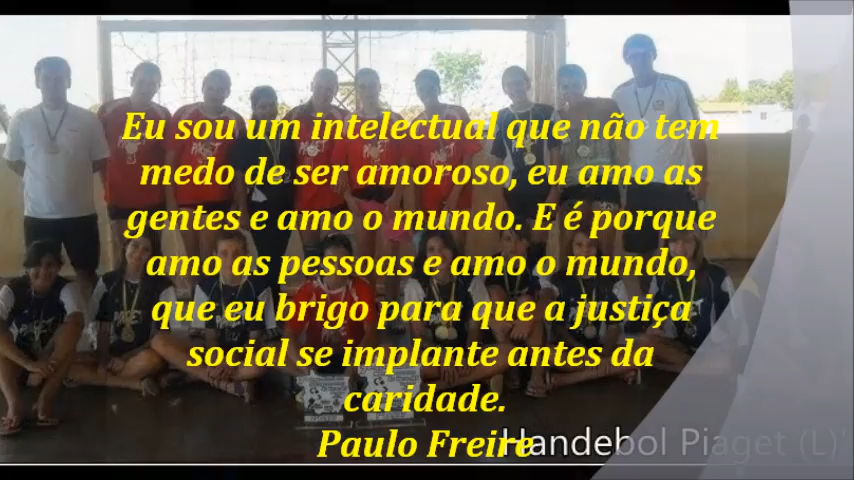 Eu sou um intelectual que não tem
medo de ser amoroso, eu amo as
gentes e amo o mundo. E é porque
amo as pessoas e amo o mundo,
que eu brigo para que a justiça
social se implante antes da
caridade.
Paulo Freire
Handebol Piaget (L)'